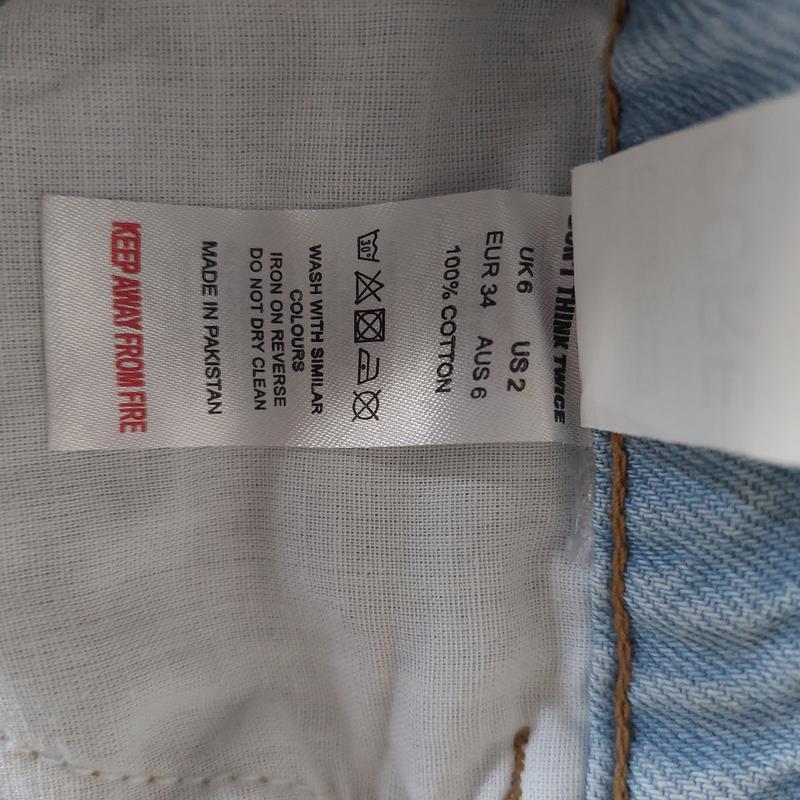 THINK TWICE
UK 6 US 2
EUR 34 AUS 6
100% COTTON
30°
WASH WITH SIMILAR
COLOURS
IRON ON REVERSE
DO NOT DRY CLEAN
MADE IN PAKISTAN
KEEP AWAY FROM FIRE